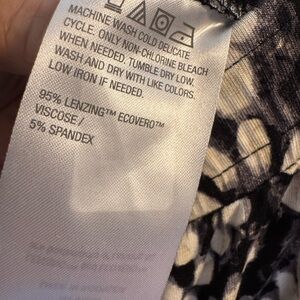 MACHINE WASH COLD DELICATE
CYCLE. ONLY NON-CHLORINE BLEACH
WHEN NEEDED. TUMBLE DRY LOW.
WASH AND DRY WITH LIKE COLORS.
LOW IRON IF NEEDED.
95% LENZING™ ECOVERO™
VISCOSE /
5% SPANDEX